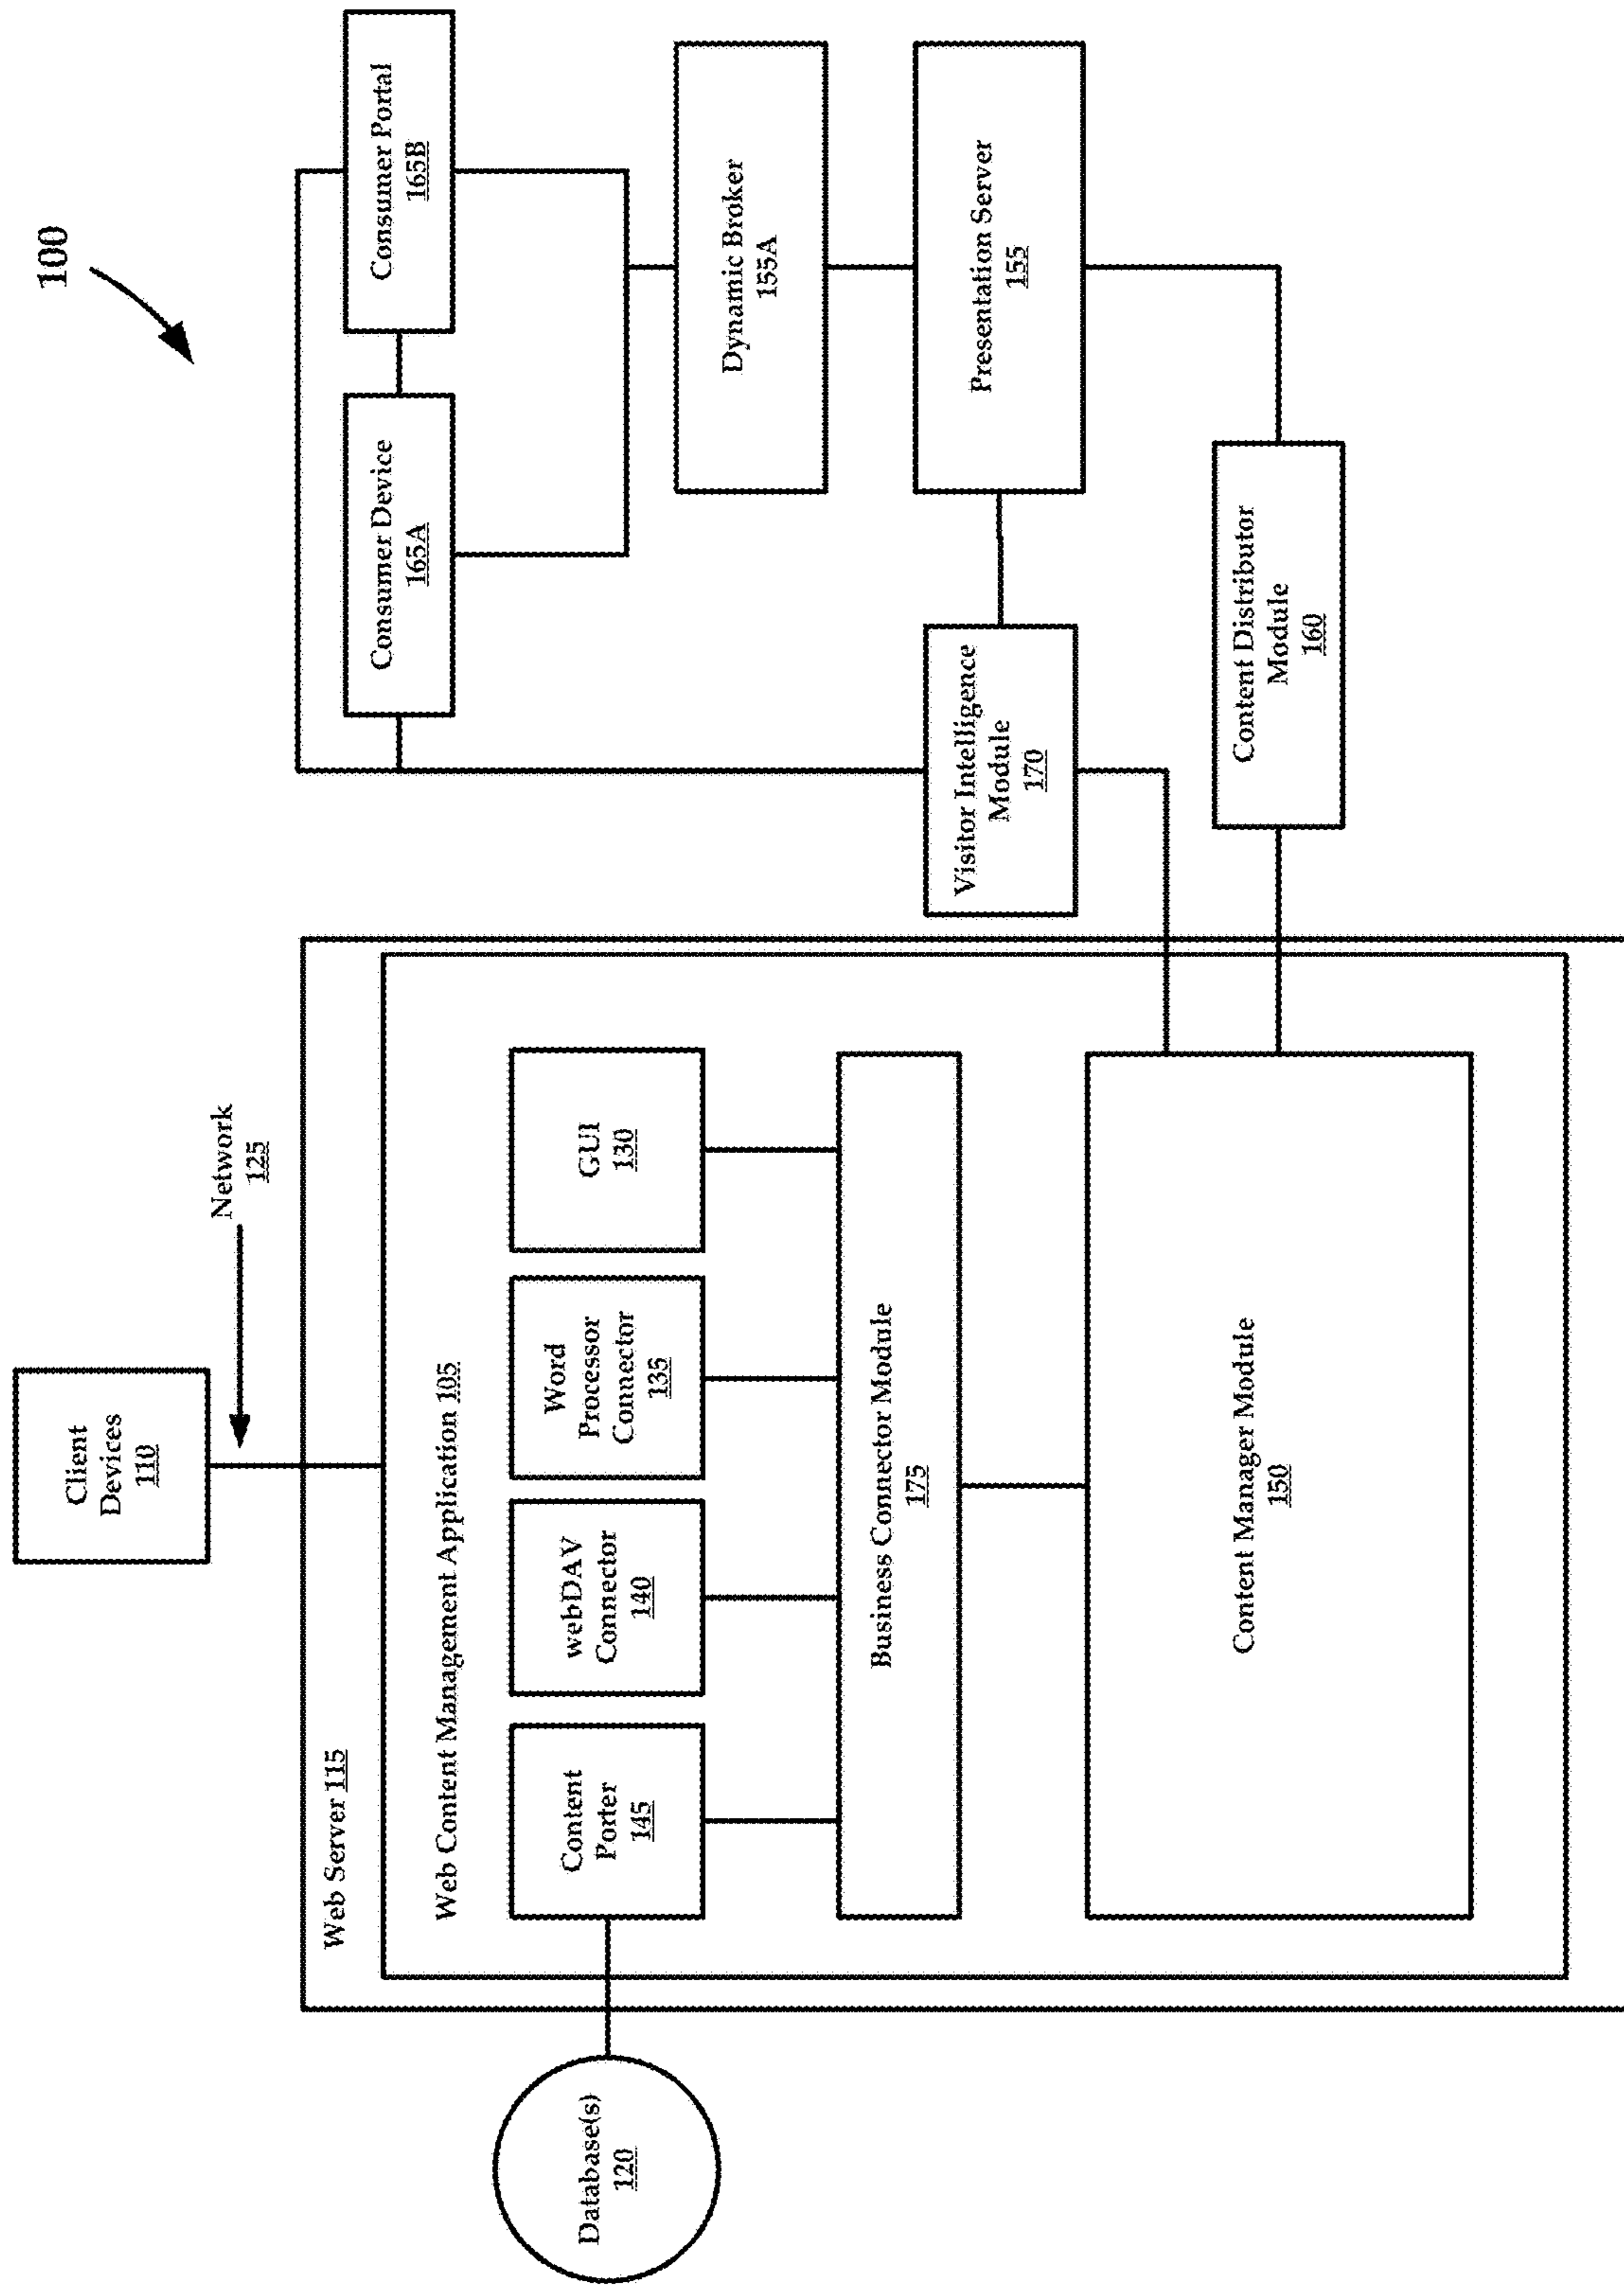 100
Client
Devices
110
Network
125
Web Server 115
Web Content Management Application 105
Content
Porter
145
webDAV
Connector
140
Word
Processor
Connector
135
GUI
130
Database(s)
120
Business Connector Module
175
Content Manager Module
150
Consumer Device
165A
Consumer Portal
165B
Dynamic Broker
155A
Presentation Server
155
Visitor Intelligence
Module
170
Content Distributor
Module
160